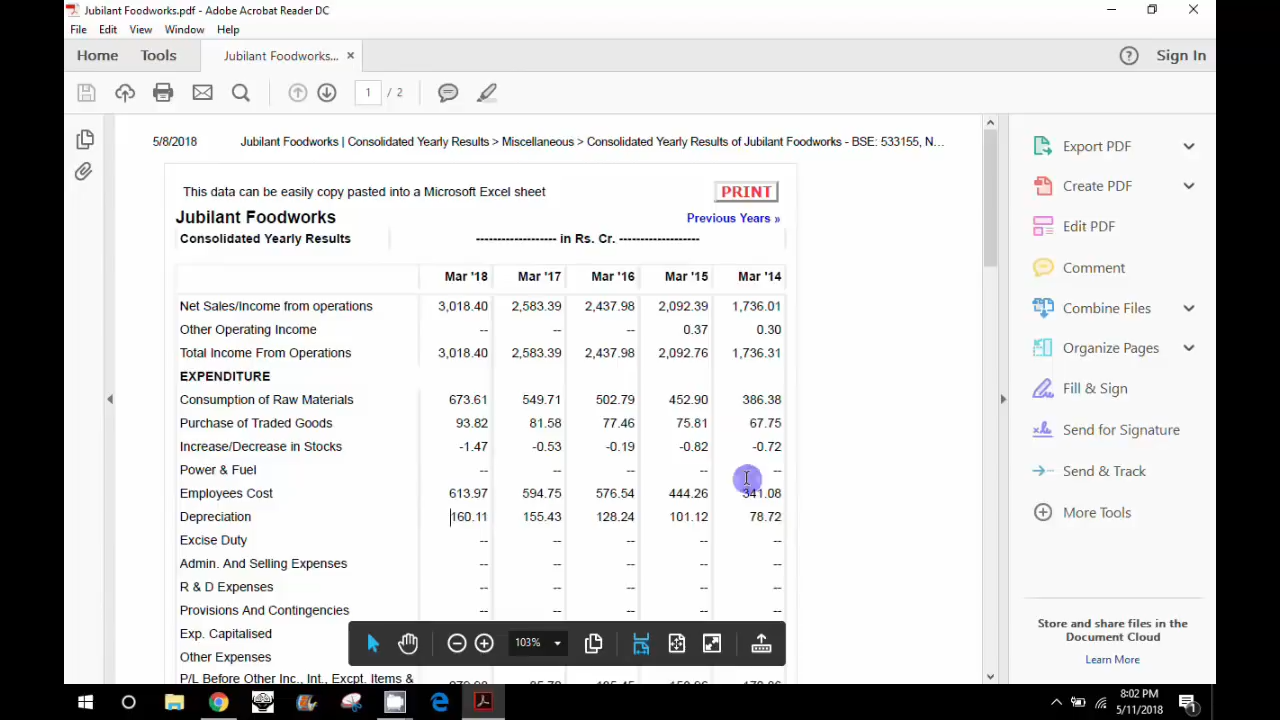 Jubilant Foodworks.pdf - Adobe Acrobat Reader DC
File Edit View Window Help
Home Tools Jubilant Foodworks... × ? Sign In
1 / 2
5/8/2018 Jubilant Foodworks | Consolidated Yearly Results > Miscellaneous > Consolidated Yearly Results of Jubilant Foodworks - BSE: 533155, N...
This data can be easily copy pasted into a Microsoft Excel sheet PRINT
Jubilant Foodworks Previous Years »
Consolidated Yearly Results ------------------- in Rs. Cr. -------------------
Mar '18 Mar '17 Mar '16 Mar '15 Mar '14
Net Sales/Income from operations 3,018.40 2,583.39 2,437.98 2,092.39 1,736.01
Other Operating Income -- -- -- 0.37 0.30
Total Income From Operations 3,018.40 2,583.39 2,437.98 2,092.76 1,736.31
EXPENDITURE
Consumption of Raw Materials 673.61 549.71 502.79 452.90 386.38
Purchase of Traded Goods 93.82 81.58 77.46 75.81 67.75
Increase/Decrease in Stocks -1.47 -0.53 -0.19 -0.82 -0.72
Power & Fuel -- -- -- -- --
Employees Cost 613.97 594.75 576.54 444.26 341.08
Depreciation 160.11 155.43 128.24 101.12 78.72
Excise Duty -- -- -- -- --
Admin. And Selling Expenses -- -- -- -- --
R & D Expenses -- -- -- -- --
Provisions And Contingencies -- -- -- -- --
Exp. Capitalised
Other Expenses
P/L Before Other Inc., Int., Excpt. Items &
103%
Export PDF
Create PDF
Edit PDF
Comment
Combine Files
Organize Pages
Fill & Sign
Send for Signature
Send & Track
More Tools
Store and share files in the
Document Cloud
Learn More
8:02 PM
5/11/2018
1